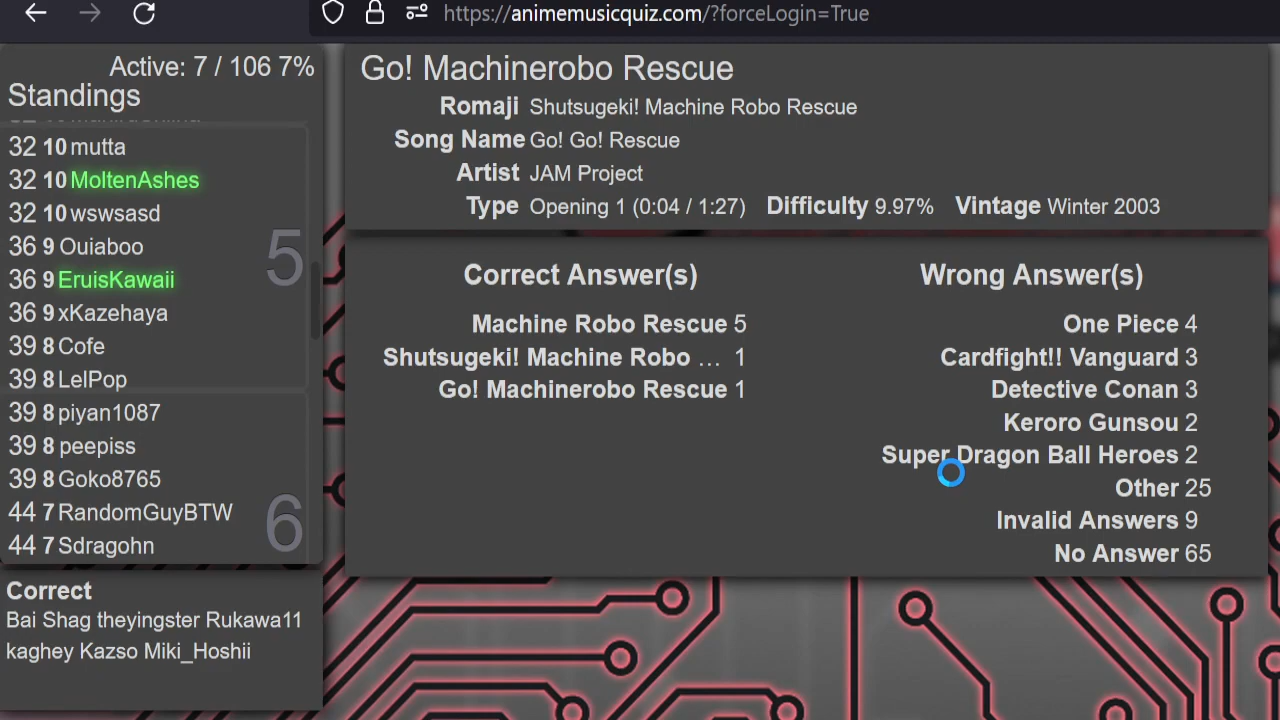 https://animemusicquiz.com/?forceLogin=True
Active: 7 / 106 7%
Standings
32 10 mutta
32 10 MoltenAshes
32 10 wswsasd
36 9 Ouiaboo
36 9 EruisKawaii
5
36 9 xKazehaya
39 8 Cofe
39 8 LelPop
39 8 piyan1087
39 8 peepiss
39 8 Goko8765
44 7 RandomGuyBTW
44 7 Sdragohn
6
Correct
Bai Shag theyingster Rukawa11
kaghey Kazso Miki_Hoshii
Go! Machinerobo Rescue
Romaji Shutsugeki! Machine Robo Rescue
Song Name Go! Go! Rescue
Artist JAM Project
Type Opening 1 (0:04 / 1:27) Difficulty 9.97% Vintage Winter 2003
Correct Answer(s)
Machine Robo Rescue 5
Shutsugeki! Machine Robo … 1
Go! Machinerobo Rescue 1
Wrong Answer(s)
One Piece 4
Cardfight!! Vanguard 3
Detective Conan 3
Keroro Gunsou 2
Super Dragon Ball Heroes 2
Other 25
Invalid Answers 9
No Answer 65